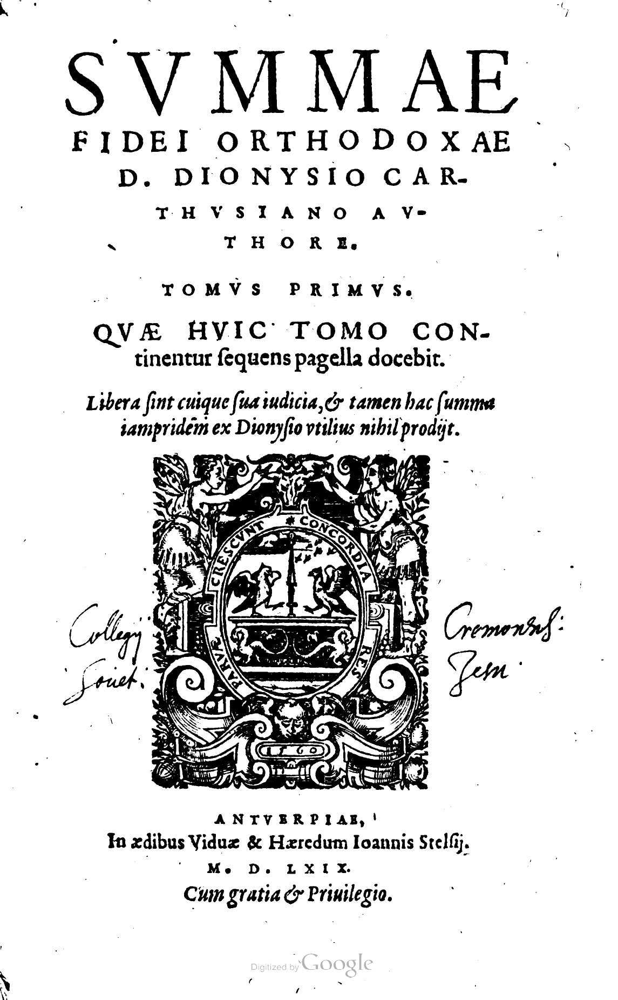 SVMMAE
FIDEI ORTHODOXAE
D. DIONYSIO CAR-
THVSIANO AV-
THORE.
TOMVS PRIMVS.
QVÆ HVIC TOMO CON-
tinentur ſequens pagella docebit.
Libera ſint cuique ſua iudicia, & tamen hac ſumma
iampridem ex Dionyſio vtilius nihil prodijt.
CONCORDIA
PARVÆ
RES
CRESCVNT
Collegij
Cremonens:
Societ.
Jesu
1560
ANTVERPIAE,
In ædibus Viduæ & Hæredum Ioannis Stelſij.
M. D. LXIX.
Cum gratia & Priuilegio.
Digitized by Google